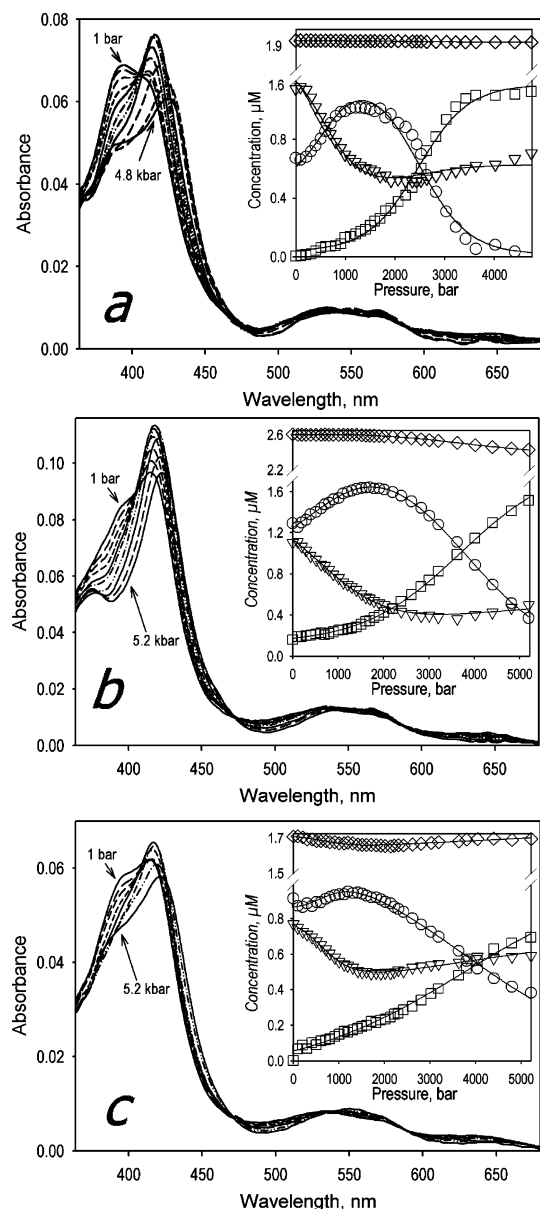 0.08
0.06
0.04
0.02
0.00
Absorbance
1 bar
4.8 kbar
a
400 450 500 550 600 650
Wavelength, nm
1.9
1.6
0.8
0.4
0.0
Concentration, µM
0 1000 2000 3000 4000
Pressure, bar
0.10
0.08
0.06
0.04
0.02
0.00
Absorbance
1 bar
5.2 kbar
b
400 450 500 550 600 650
Wavelength, nm
2.6
2.2
1.6
1.2
0.8
0.4
0.0
Concentration, µM
0 1000 2000 3000 4000 5000
Pressure, bar
0.06
0.04
0.02
0.00
Absorbance
1 bar
5.2 kbar
c
400 450 500 550 600 650
Wavelength, nm
1.7
1.5
0.8
0.6
0.4
0.2
0.0
Concentration, µM
0 1000 2000 3000 4000 5000
Pressure, bar